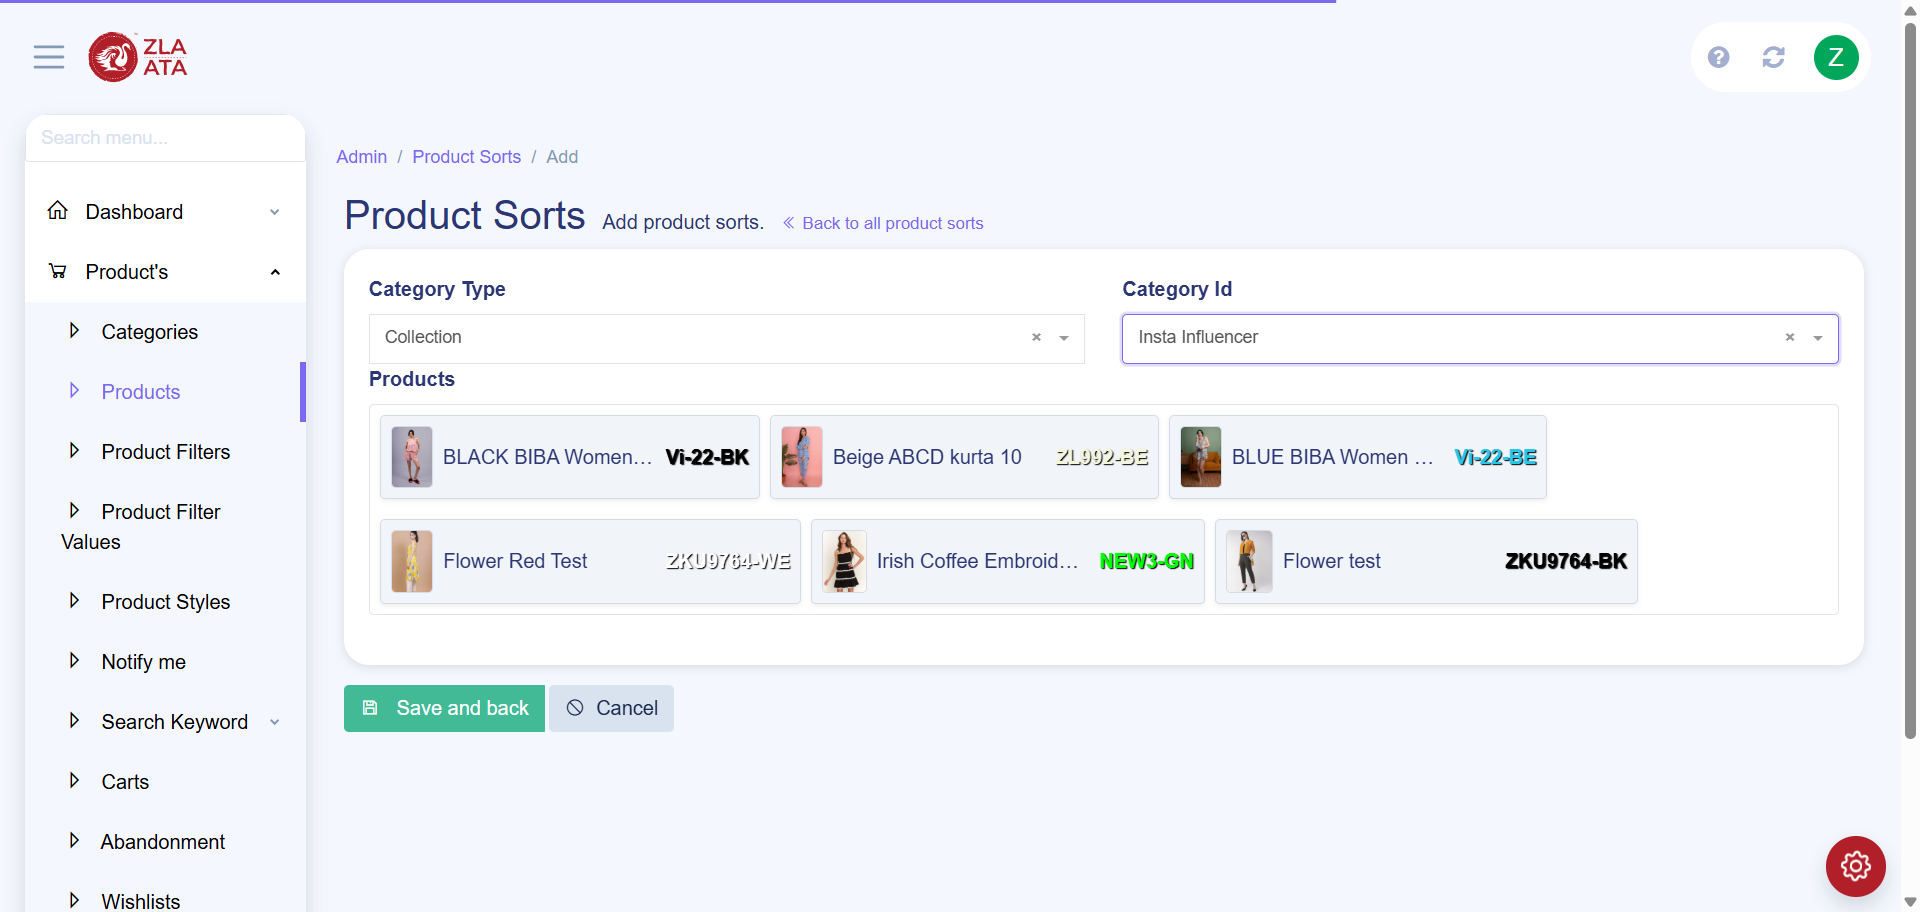 ZLA
ATA
Z
Search menu...
Admin / Product Sorts / Add
Dashboard
Product Sorts Add product sorts. « Back to all product sorts
Product's
Category Type
Category Id
Categories
Collection × 
Insta Influencer ×
Products
Products
BLACK BIBA Women... Vi-22-BK
Beige ABCD kurta 10 ZL992-BE
BLUE BIBA Women ... Vi-22-BE
Product Filters
Product Filter
Values
Flower Red Test ZKU9764-WE
Irish Coffee Embroid... NEW3-GN
Flower test ZKU9764-BK
Product Styles
Notify me
Save and back
Cancel
Search Keyword
Carts
Abandonment
Wishlists